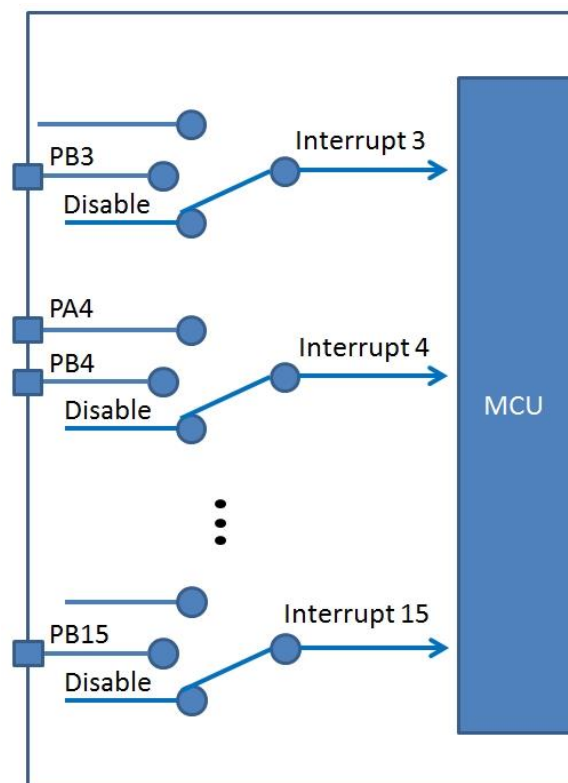 Interrupt 3
PB3
Disable
PA4
Interrupt 4
PB4
Disable
MCU
Interrupt 15
PB15
Disable